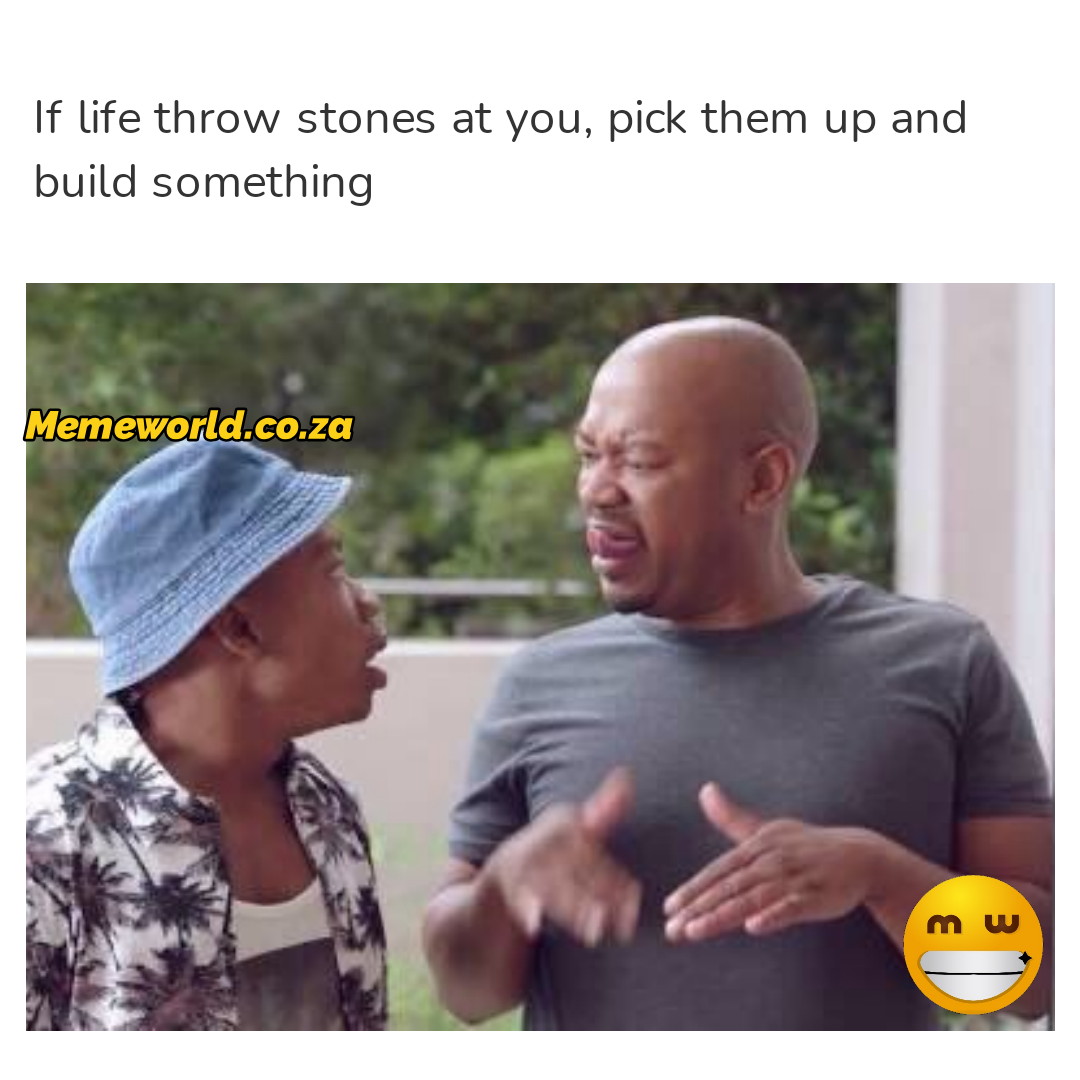 If life throw stones at you, pick them up and
build something
Memeworld.co.za
m w